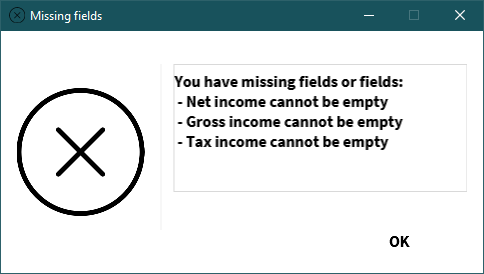 Missing fields
You have missing fields or fields:
- Net income cannot be empty
- Gross income cannot be empty
- Tax income cannot be empty
OK